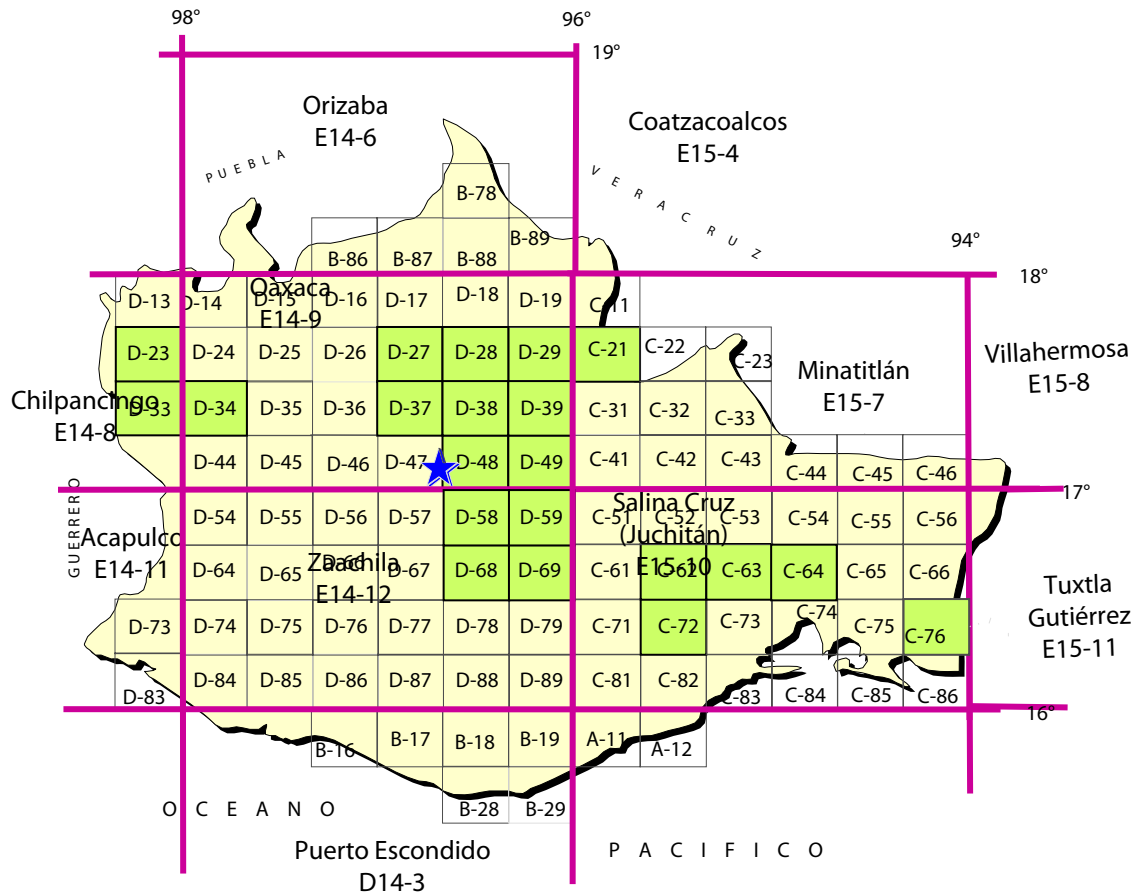 98°
96°
19°
Orizaba
E14-6
Coatzacoalcos
E15-4
PUEBLA
VERACRUZ
B-78
94°
B-89
B-86 B-87 B-88
18°
Oaxaca
E14-9
D-13 D-14 D-15 D-16 D-17 D-18 D-19 C-11
D-23 D-24 D-25 D-26 D-27 D-28 D-29 C-21 C-22 C-23
Minatitlán
E15-7
Villahermosa
E15-8
Chilpancingo
E14-8
D-33 D-34 D-35 D-36 D-37 D-38 D-39 C-31 C-32 C-33
D-44 D-45 D-46 D-47 D-48 D-49 C-41 C-42 C-43 C-44 C-45 C-46
17°
GUERRERO
Salina Cruz
(Juchitán)
E15-10
D-54 D-55 D-56 D-57 D-58 D-59 C-51 C-52 C-53 C-54 C-55 C-56
Acapulco
E14-11
Zaachila
E14-12
D-64 D-65 D-66 D-67 D-68 D-69 C-61 C-62 C-63 C-64 C-65 C-66
Tuxtla
Gutiérrez
E15-11
D-73 D-74 D-75 D-76 D-77 D-78 D-79 C-71 C-72 C-73 C-74 C-75 C-76
D-83 D-84 D-85 D-86 D-87 D-88 D-89 C-81 C-82 C-83 C-84 C-85 C-86
16°
B-16 B-17 B-18 B-19 A-11 A-12
B-28 B-29
OCEANO
PACIFICO
Puerto Escondido
D14-3